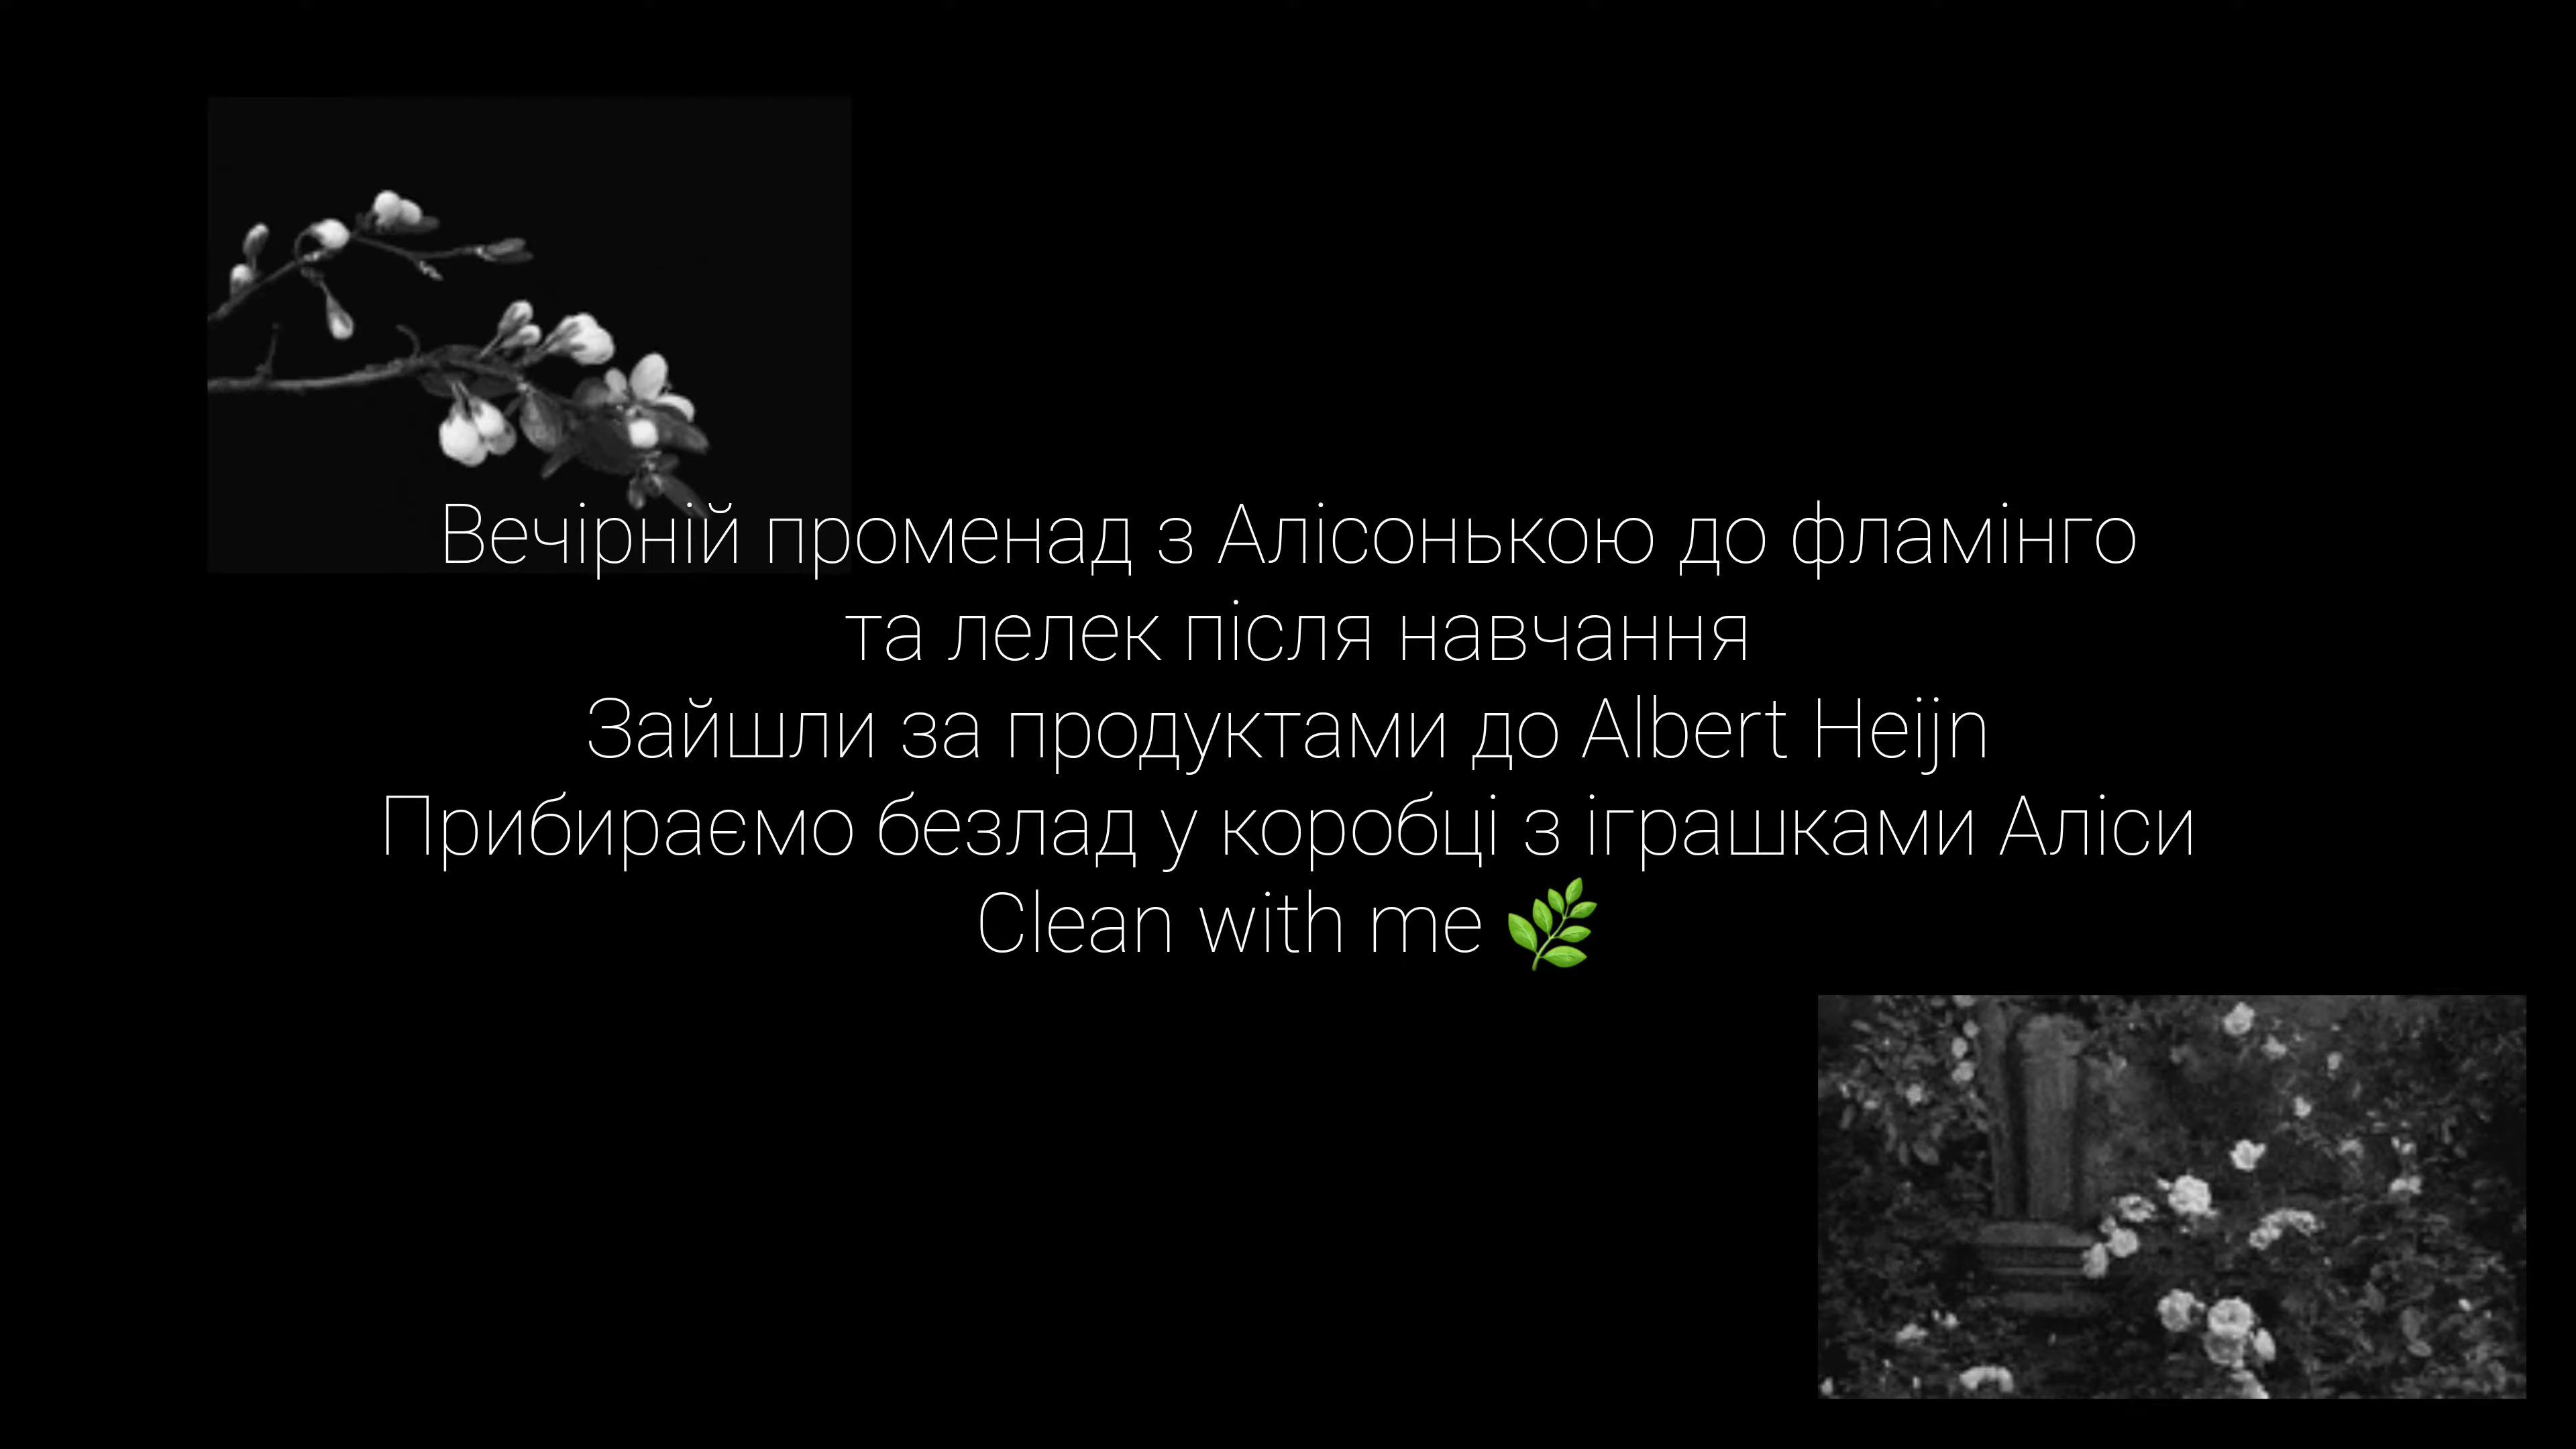 Вечірній променад з Алісонькою до фламінго
та лелек після навчання
Зайшли за продуктами до Albert Heijn
Прибираємо безлад у коробці з іграшками Аліси
Clean with me 🌿